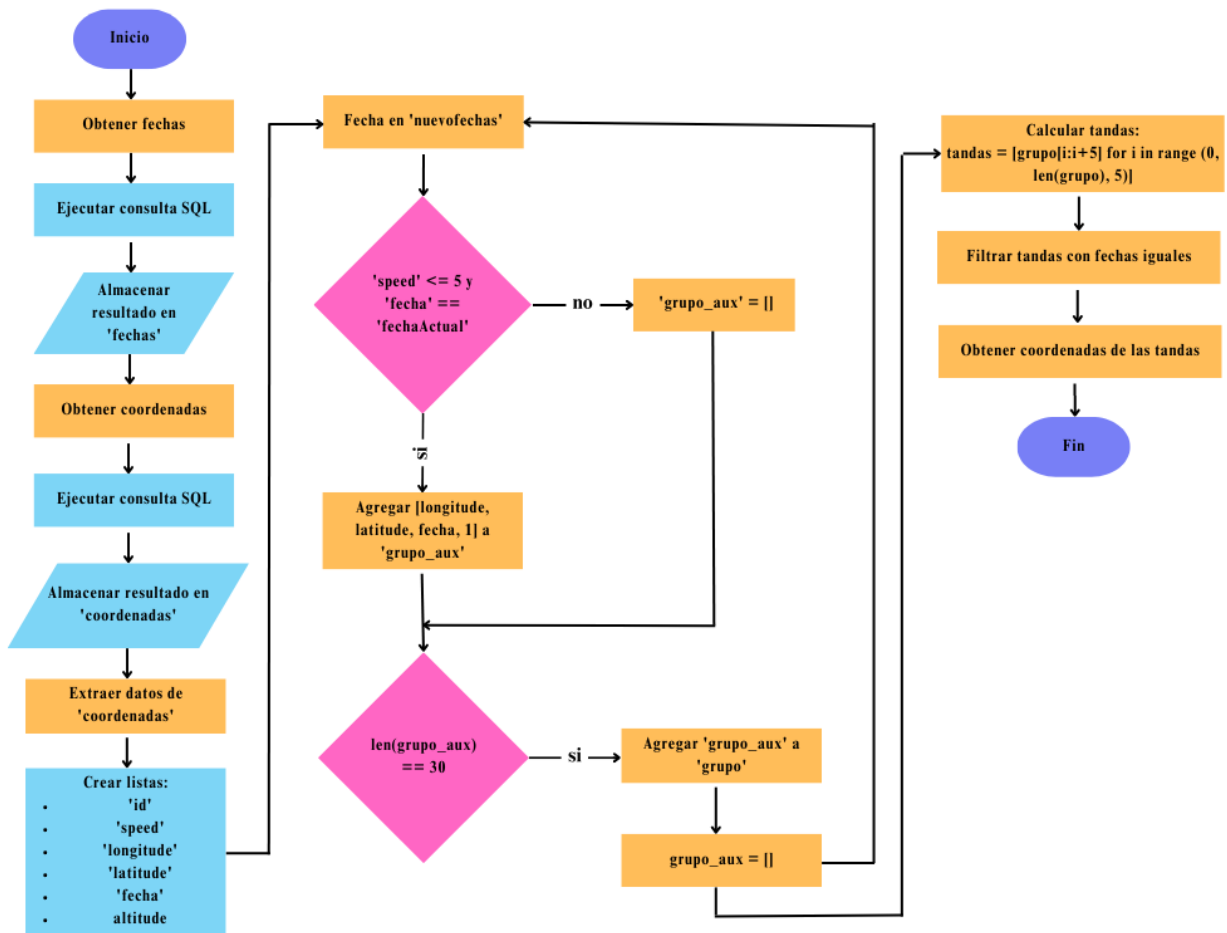 Inicio
Obtener fechas
Ejecutar consulta SQL
Almacenar
resultado en
'fechas'
Obtener coordenadas
Ejecutar consulta SQL
Almacenar resultado en
'coordenadas'
Extraer datos de
'coordenadas'
Crear listas:
• 'id'
• 'speed'
• 'longitude'
• 'latitude'
• 'fecha'
• altitude
Fecha en 'nuevofechas'
'speed' <= 5 y
'fecha' ==
'fechaActual'
no
'grupo_aux' = []
si
Agregar [longitude,
latitude, fecha, 1] a
'grupo_aux'
len(grupo_aux)
== 30
si
Agregar 'grupo_aux' a
'grupo'
grupo_aux = []
Calcular tandas:
tandas = [grupo[i:i+5] for i in range (0,
len(grupo), 5)]
Filtrar tandas con fechas iguales
Obtener coordenadas de las tandas
Fin